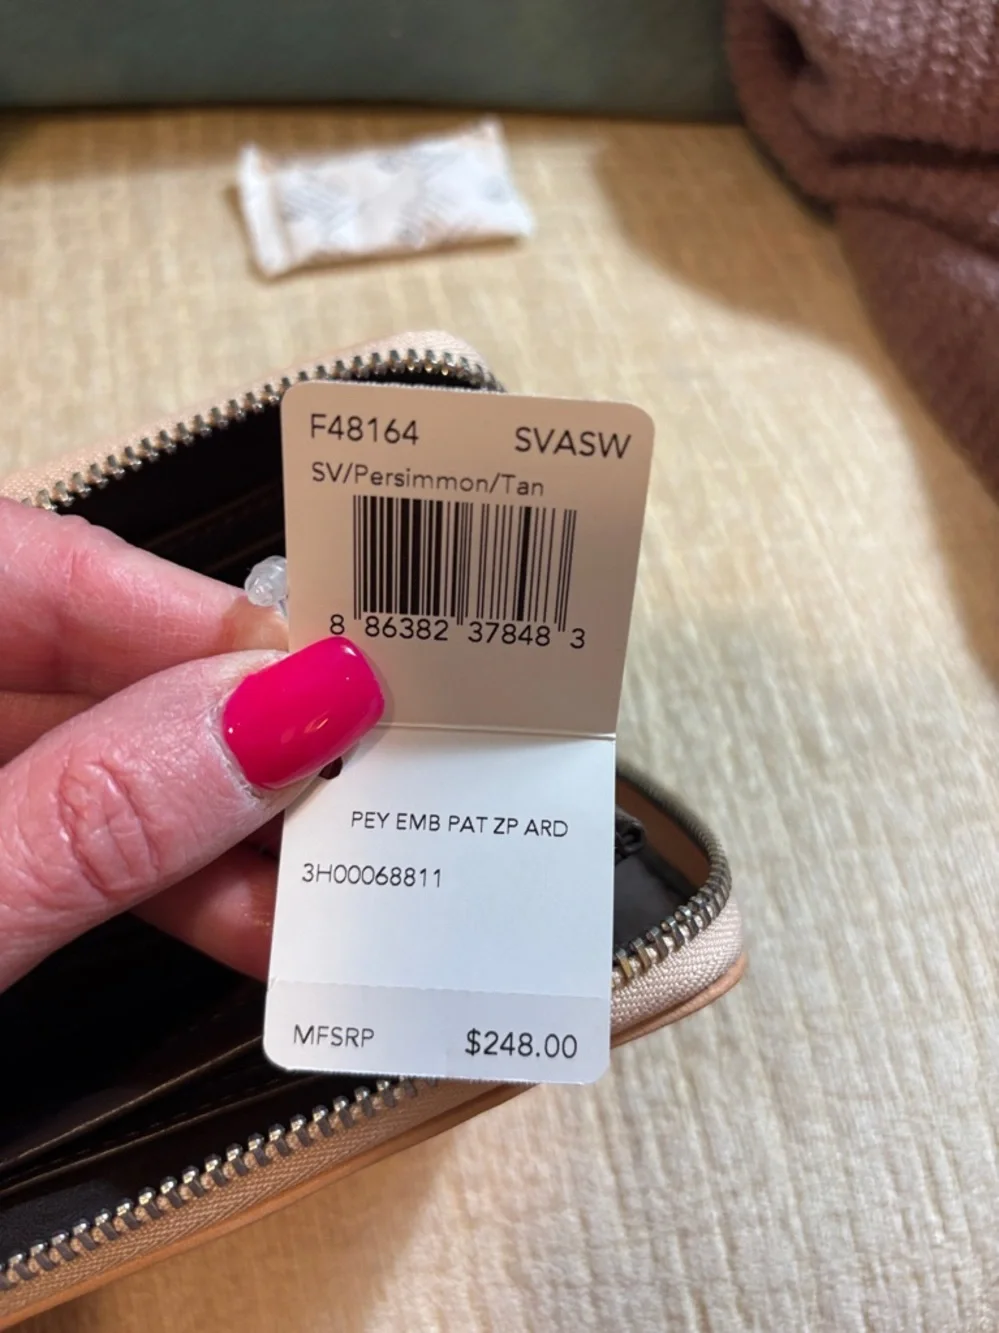 F48164 SVASW
SV/Persimmon/Tan
8 86382 37848 3
PEY EMB PAT ZP ARD
3H00068811
MFSRP $248.00